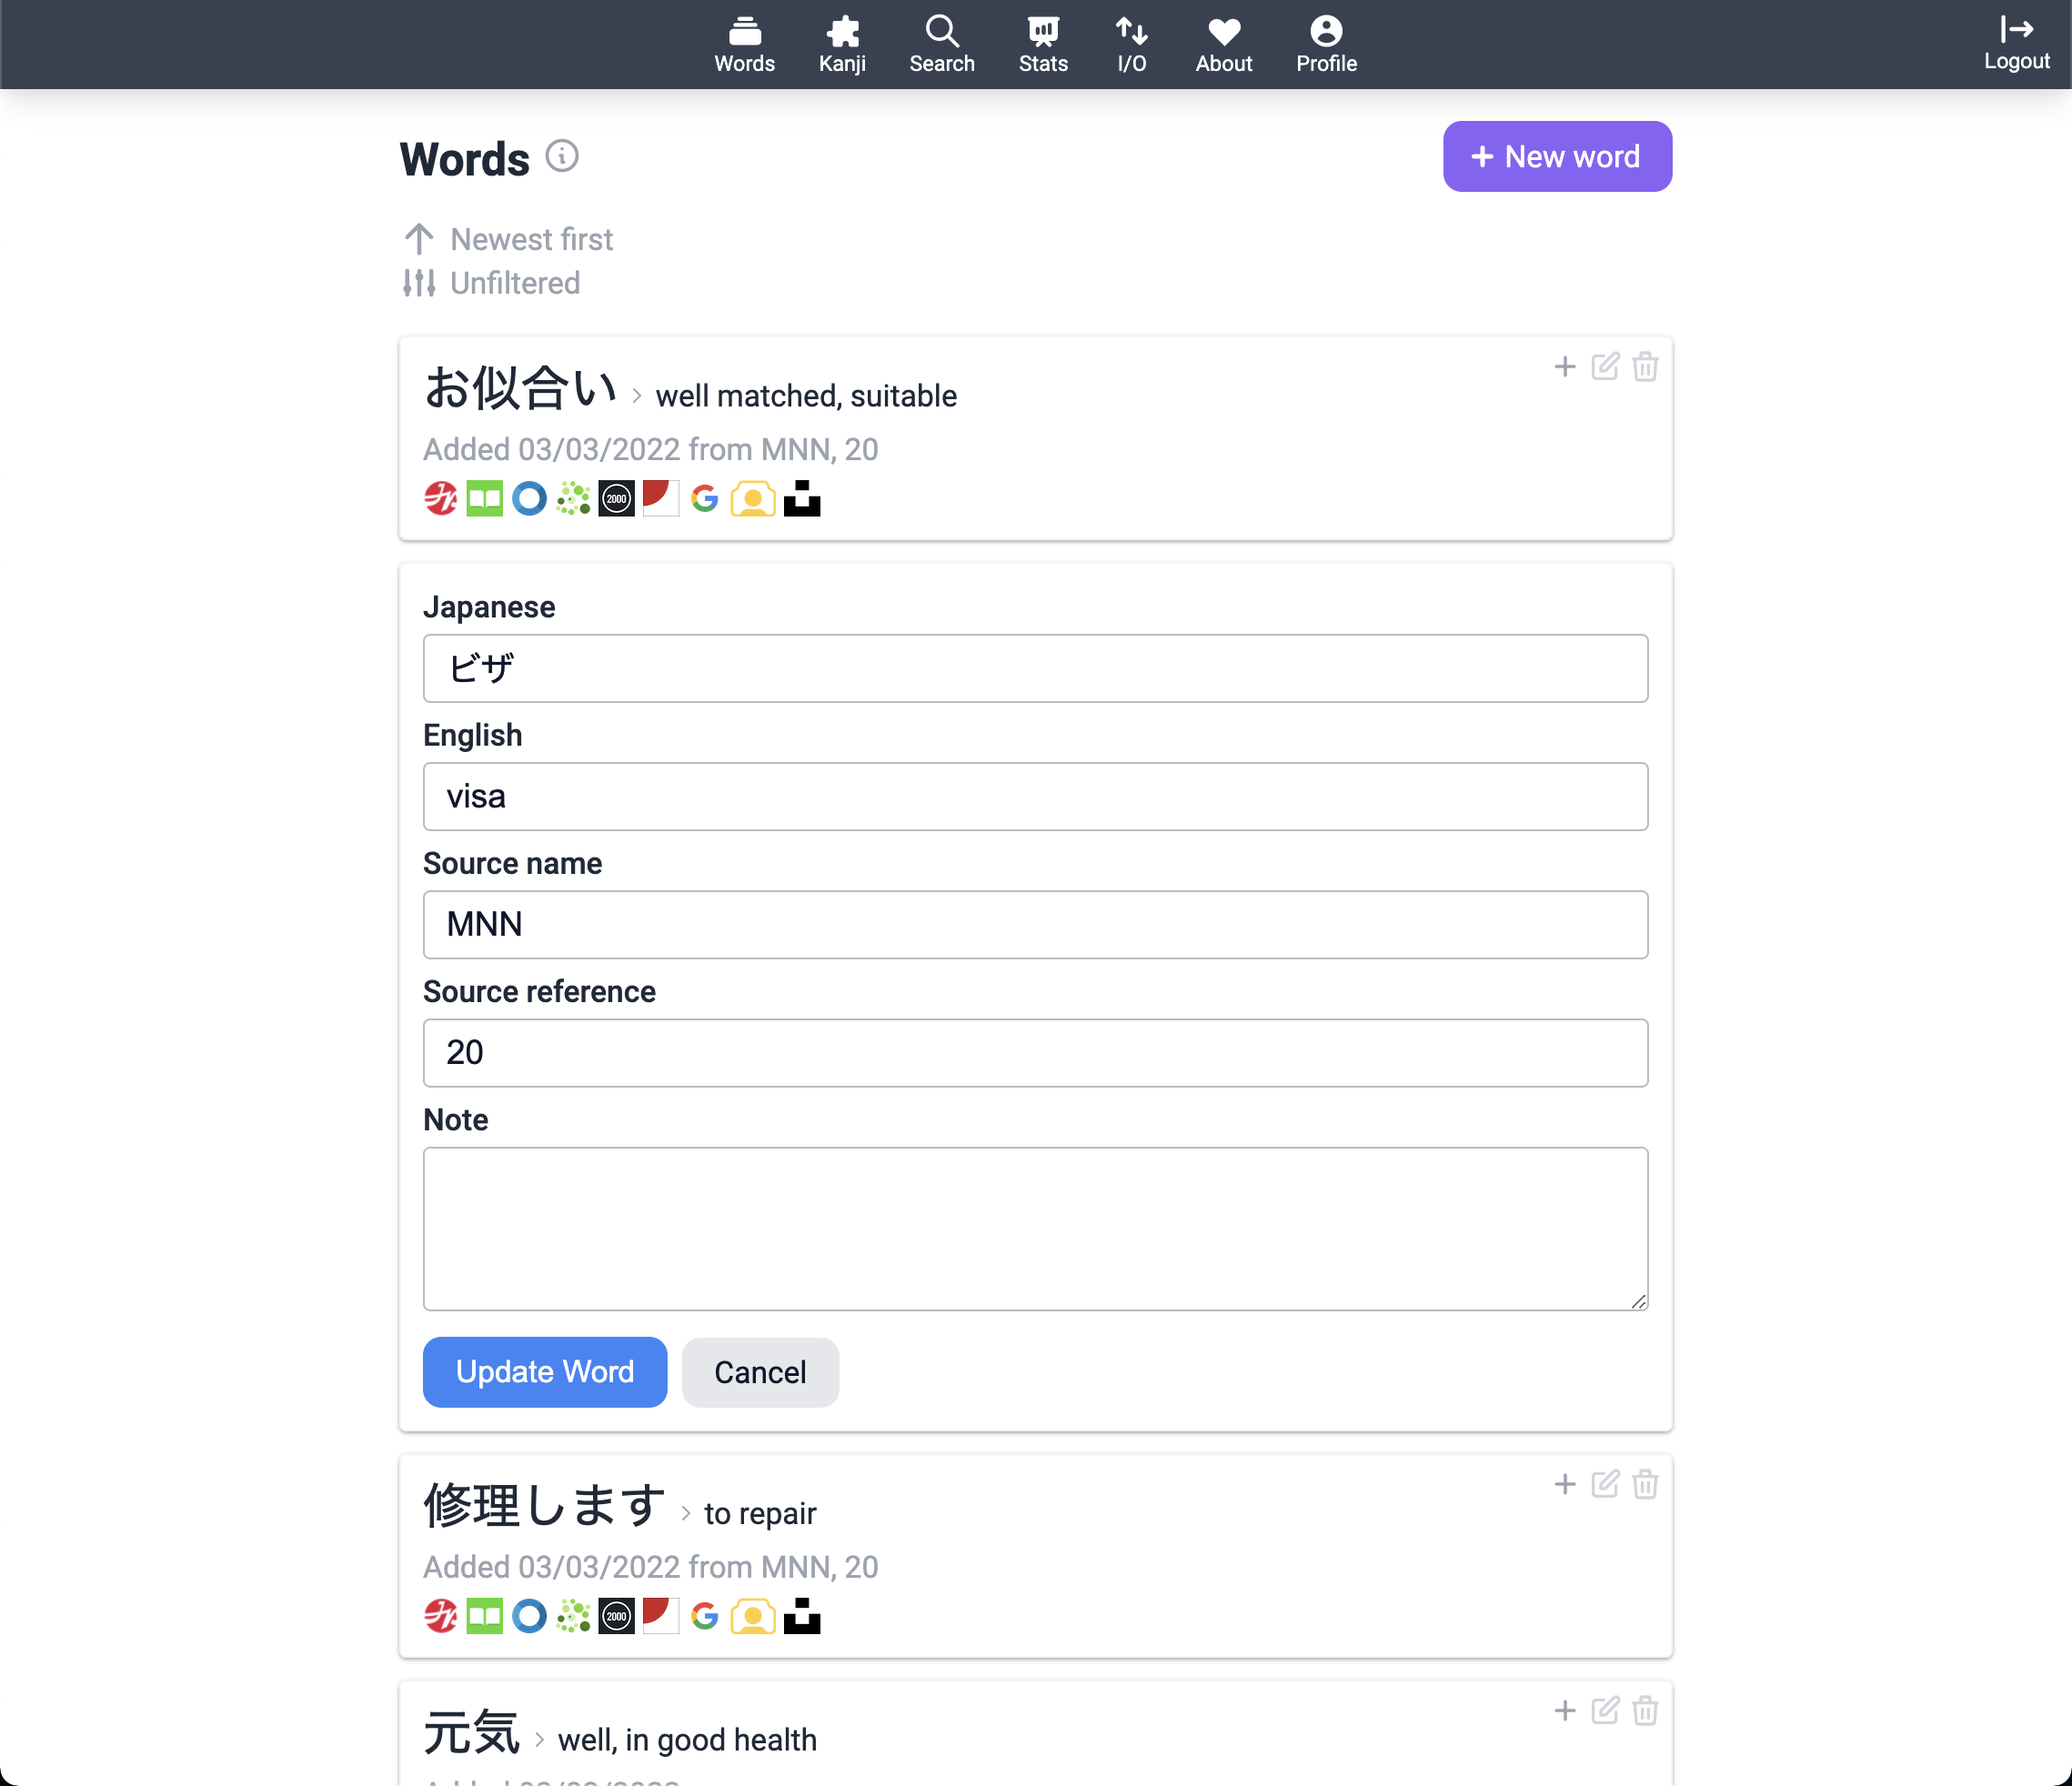 Words
Kanji
Search
Stats
I/O
About
Profile
Logout
Words
+ New word
Newest first
Unfiltered
お似合い › well matched, suitable
Added 03/03/2022 from MNN, 20
2000
Japanese
ビザ
English
visa
Source name
MNN
Source reference
20
Note
Update Word
Cancel
修理します › to repair
Added 03/03/2022 from MNN, 20
2000
元気 › well, in good health